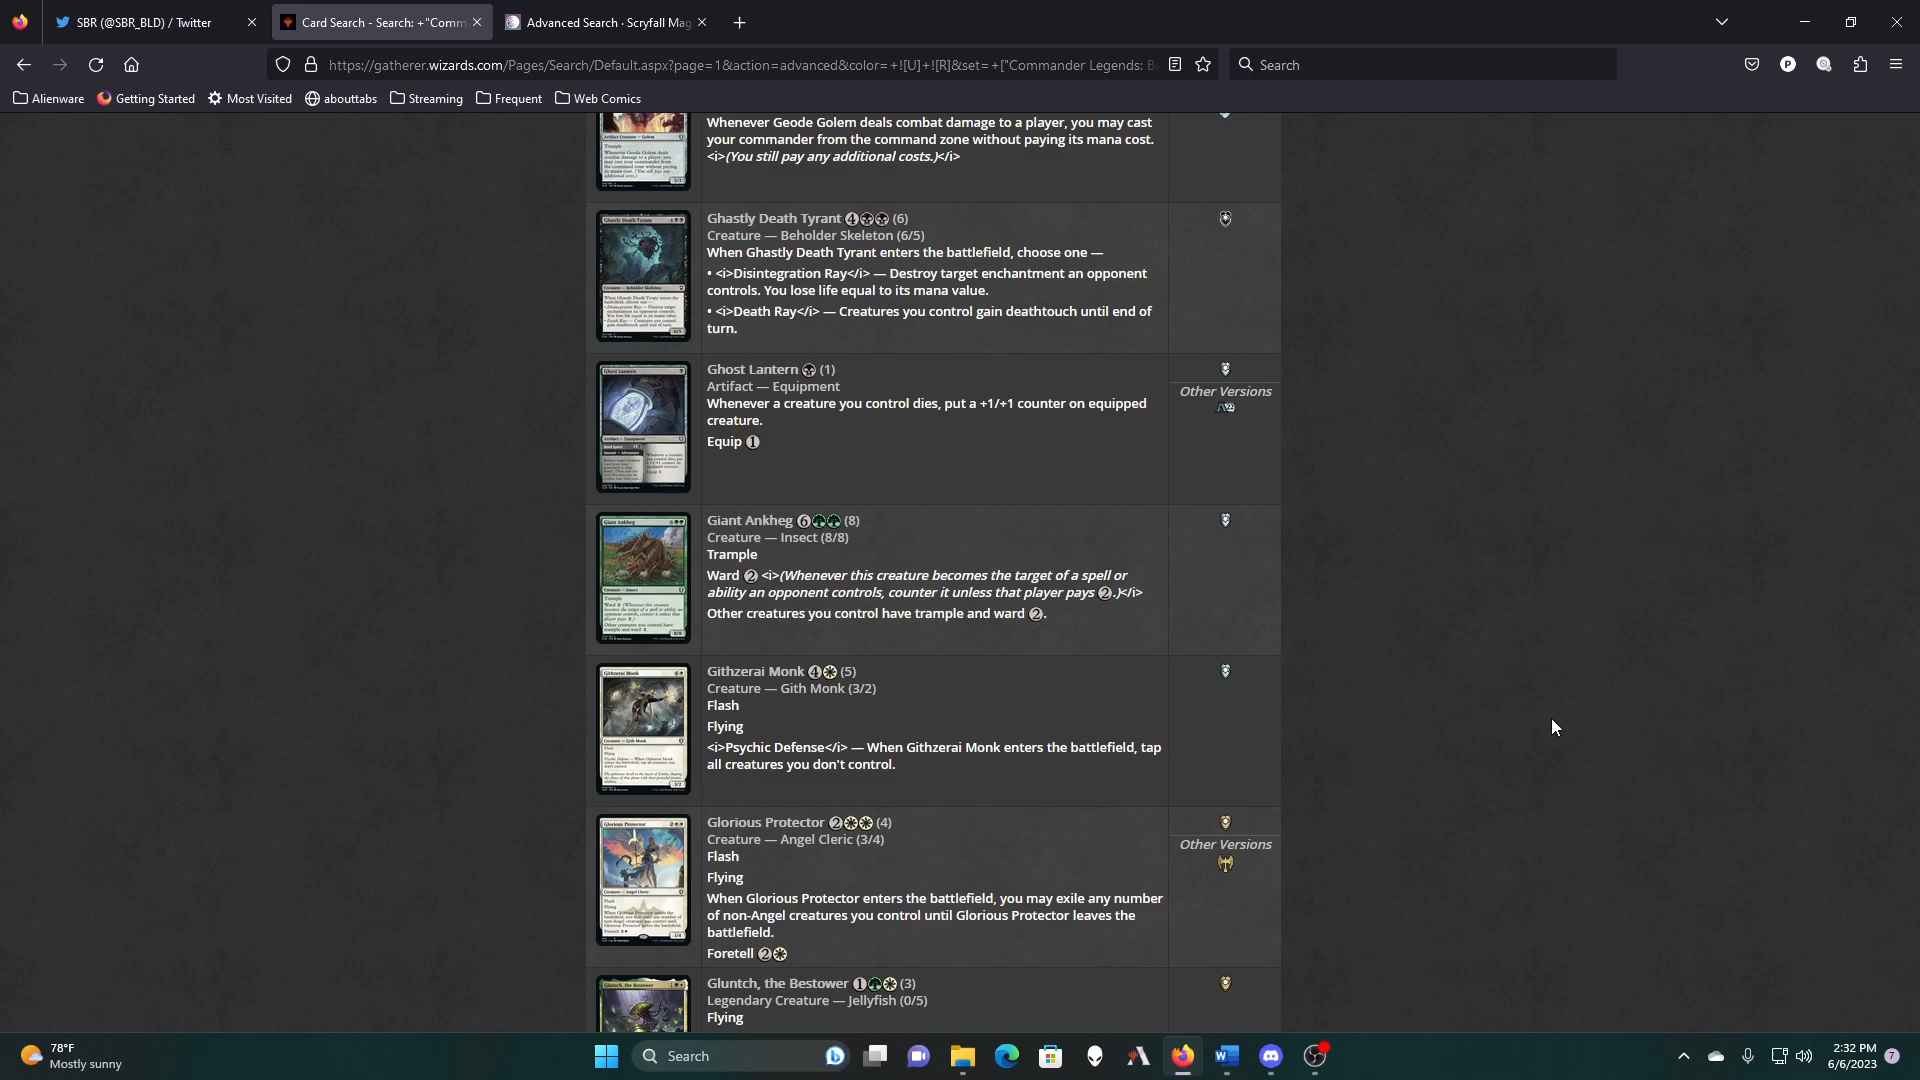 SBR (@SBR_BLD) / Twitter
Card Search - Search: +"Comm
Advanced Search · Scryfall Mag
https://gatherer.wizards.com/Pages/Search/Default.aspx?page=1&action=advanced&color=+![U]+![R]&set=+["Commander Legends: Ba
Search
Alienware
Getting Started
Most Visited
abouttabs
Streaming
Frequent
Web Comics
Whenever Geode Golem deals combat damage to a player, you may cast
your commander from the command zone without paying its mana cost.
<i>(You still pay any additional costs.)</i>
Ghastly Death Tyrant 4 (6)
Creature — Beholder Skeleton (6/5)
When Ghastly Death Tyrant enters the battlefield, choose one —
• <i>Disintegration Ray</i> — Destroy target enchantment an opponent
controls. You lose life equal to its mana value.
• <i>Death Ray</i> — Creatures you control gain deathtouch until end of
turn.
Ghost Lantern (1)
Artifact — Equipment
Whenever a creature you control dies, put a +1/+1 counter on equipped
creature.
Equip 1
Other Versions
Giant Ankheg 6 (8)
Creature — Insect (8/8)
Trample
Ward 2 <i>(Whenever this creature becomes the target of a spell or
ability an opponent controls, counter it unless that player pays 2.)</i>
Other creatures you control have trample and ward 2.
Githzerai Monk 4 (5)
Creature — Gith Monk (3/2)
Flash
Flying
<i>Psychic Defense</i> — When Githzerai Monk enters the battlefield, tap
all creatures you don't control.
Glorious Protector 2 (4)
Creature — Angel Cleric (3/4)
Flash
Flying
When Glorious Protector enters the battlefield, you may exile any number
of non-Angel creatures you control until Glorious Protector leaves the
battlefield.
Foretell 2
Other Versions
Gluntch, the Bestower 1 (3)
Legendary Creature — Jellyfish (0/5)
Flying
78°F
Mostly sunny
Search
2:32 PM
6/6/2023
7